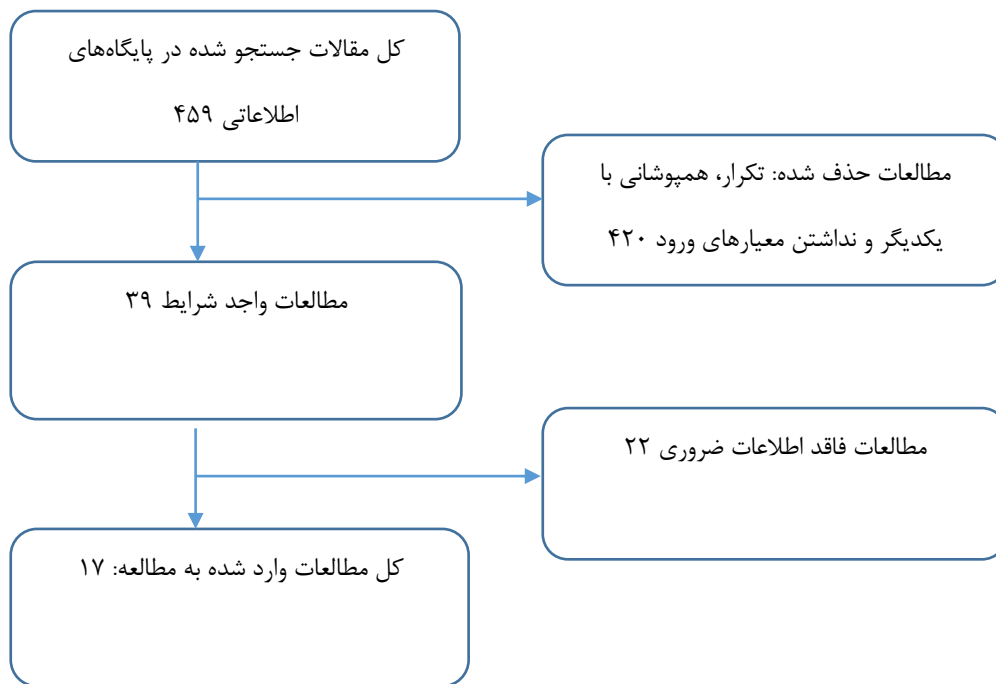 کل مقالات جستجو شده در پایگاه‌های
اطلاعاتی ۴۵۹
مطالعات حذف شده: تکرار، همپوشانی با
یکدیگر و نداشتن معیارهای ورود ۴۲۰
مطالعات واجد شرایط ۳۹
مطالعات فاقد اطلاعات ضروری ۲۲
کل مطالعات وارد شده به مطالعه: ۱۷